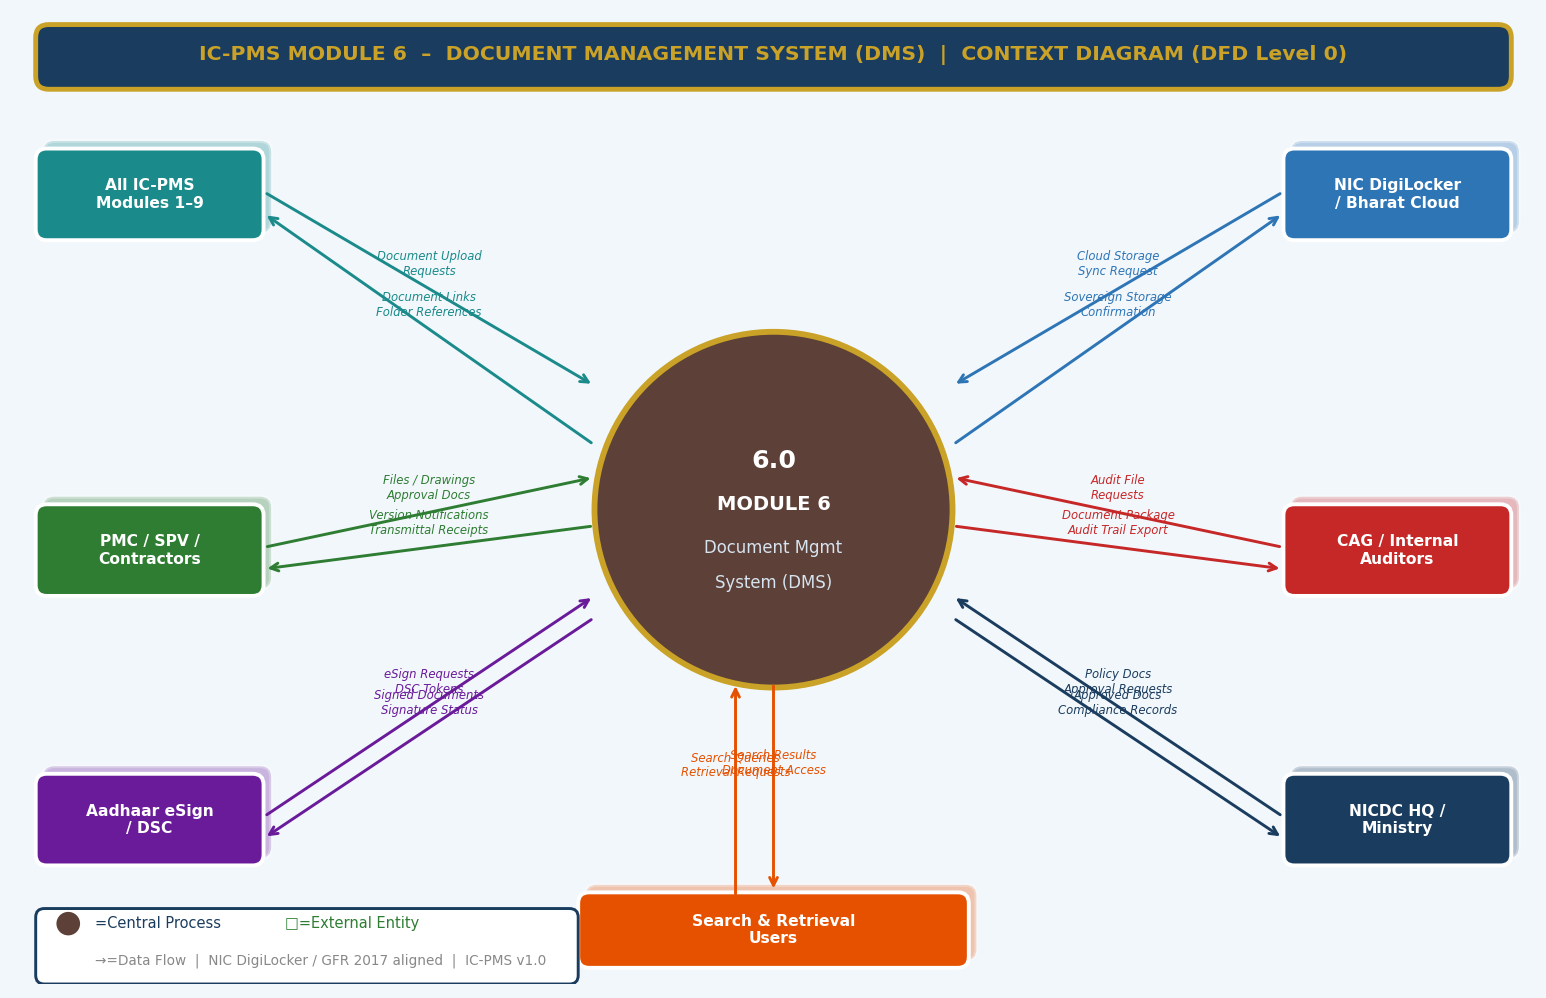 IC-PMS MODULE 6  –  DOCUMENT MANAGEMENT SYSTEM (DMS)  |  CONTEXT DIAGRAM (DFD Level 0)
All IC-PMS
Modules 1–9
NIC DigiLocker
/ Bharat Cloud
Document Upload
Requests
Document Links
Folder References
Cloud Storage
Sync Request
Sovereign Storage
Confirmation
6.0
MODULE 6
Document Mgmt
System (DMS)
Files / Drawings
Approval Docs
Version Notifications
Transmittal Receipts
Audit File
Requests
Document Package
Audit Trail Export
PMC / SPV /
Contractors
CAG / Internal
Auditors
eSign Requests
DSC Tokens
Signed Documents
Signature Status
Policy Docs
Approval Requests
Approved Docs
Compliance Records
Search Queries
Retrieval Requests
Search Results
Document Access
Aadhaar eSign
/ DSC
NICDC HQ /
Ministry
Search & Retrieval
Users
=Central Process
□=External Entity
→=Data Flow  |  NIC DigiLocker / GFR 2017 aligned  |  IC-PMS v1.0